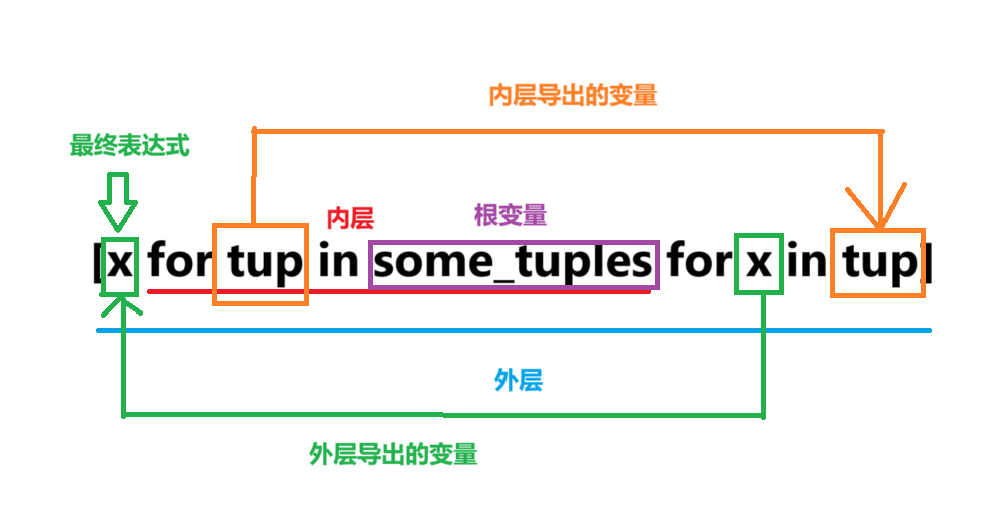 内层导出的变量
最终表达式
内层
根变量
[x for tup in some_tuples for x in tup]
外层
外层导出的变量